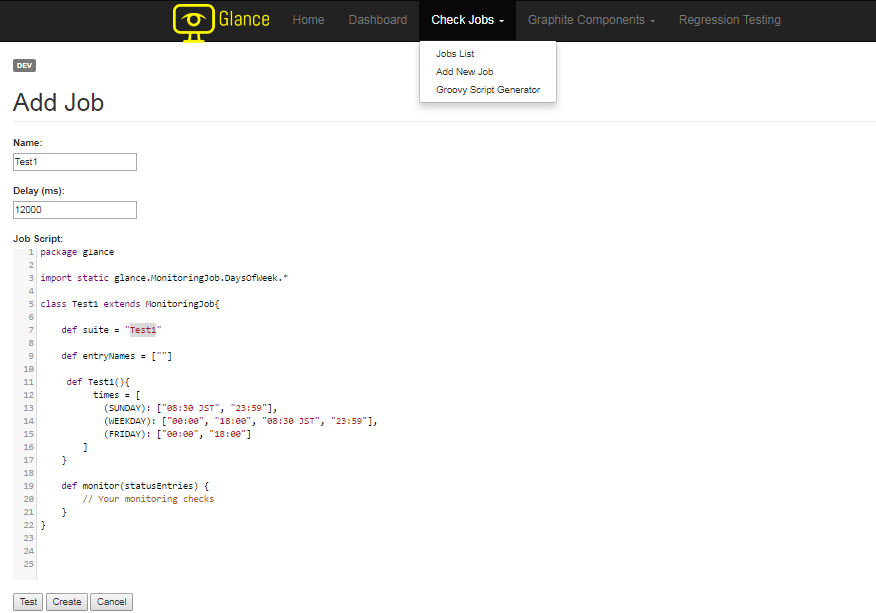 Glance Home Dashboard Check Jobs Graphite Components Regression Testing
Jobs List
Add New Job
Groovy Script Generator
DEV
Add Job
Name:
Test1
Delay (ms):
12000
Job Script:
1 package glance
2
3 import static glance.MonitoringJob.DaysOfWeek.*
4
5 class Test1 extends MonitoringJob{
6
7 def suite = "Test1"
8
9 def entryNames = [""]
10
11 def Test1(){
12 times = [
13 (SUNDAY): ["08:30 JST", "23:59"],
14 (WEEKDAY): ["00:00", "18:00", "08:30 JST", "23:59"],
15 (FRIDAY): ["00:00", "18:00"]
16 ]
17 }
18
19 def monitor(statusEntries) {
20 // Your monitoring checks
21 }
22 }
23
24
25
Test Create Cancel